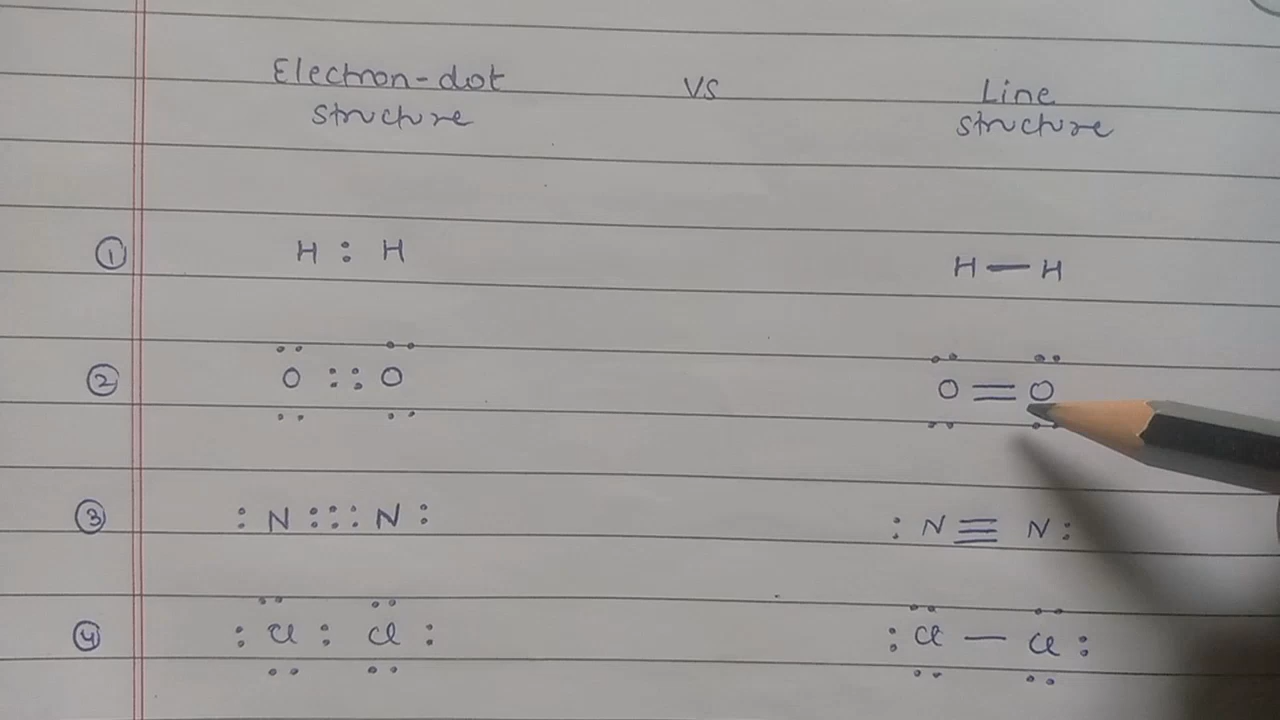 Electron-dot VS Line
structure structure
① H : H H — H
② O :: O O = O
③ : N ::: N : : N ≡ N :
④ : Cl : Cl : : Cl — Cl :